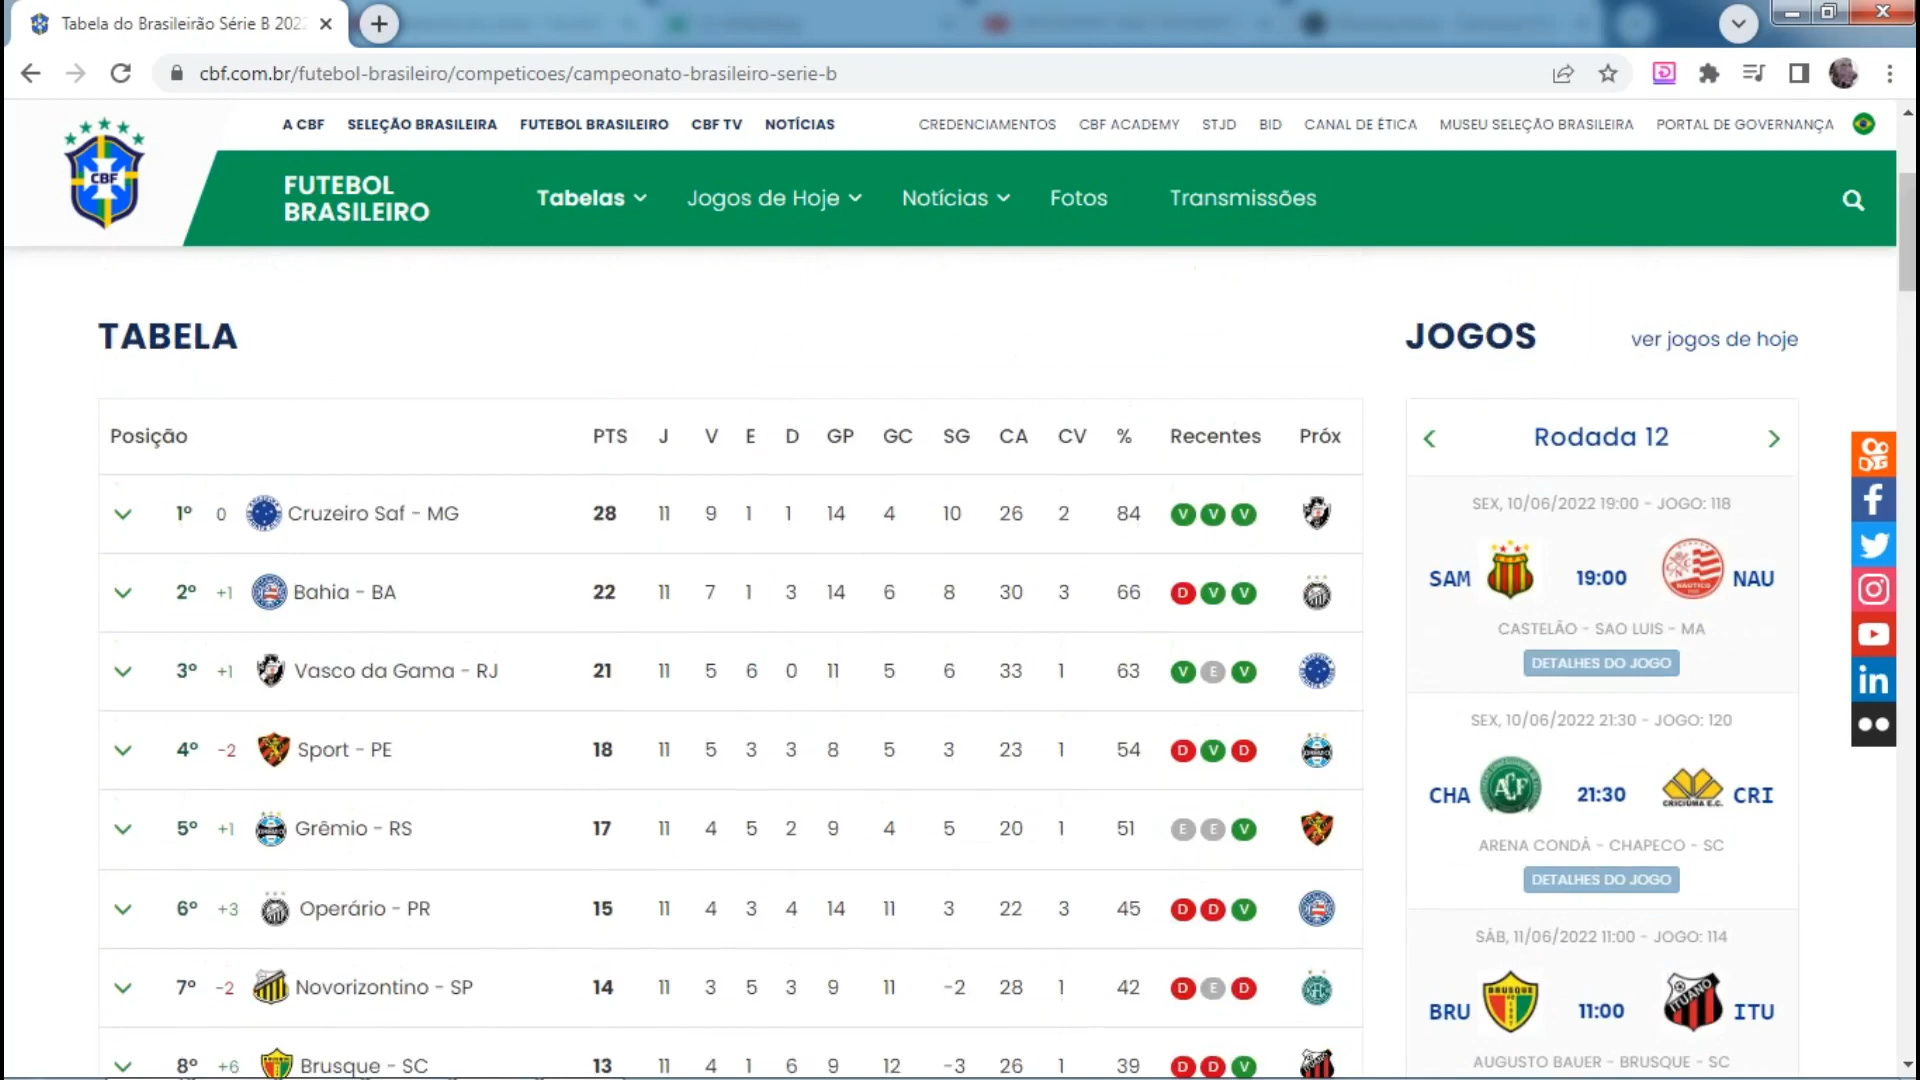 Tabela do Brasileirão Série B 202
cbf.com.br/futebol-brasileiro/competicoes/campeonato-brasileiro-serie-b
A CBF SELEÇÃO BRASILEIRA FUTEBOL BRASILEIRO CBF TV NOTÍCIAS CREDENCIAMENTOS CBF ACADEMY STJD BID CANAL DE ÉTICA MUSEU SELEÇÃO BRASILEIRA PORTAL DE GOVERNANÇA
CBF
FUTEBOL
BRASILEIRO
Tabelas Jogos de Hoje Notícias Fotos Transmissões
TABELA
Posição PTS J V E D GP GC SG CA CV % Recentes Próx
1º 0 Cruzeiro Saf - MG 28 11 9 1 1 14 4 10 26 2 84 V V V
2º +1 Bahia - BA 22 11 7 1 3 14 6 8 30 3 66 D V V
3º +1 Vasco da Gama - RJ 21 11 5 6 0 11 5 6 33 1 63 V E V
4º -2 Sport - PE 18 11 5 3 3 8 5 3 23 1 54 D V D
5º +1 Grêmio - RS 17 11 4 5 2 9 4 5 20 1 51 E E V
6º +3 Operário - PR 15 11 4 3 4 14 11 3 22 3 45 D D V
7º -2 Novorizontino - SP 14 11 3 5 3 9 11 -2 28 1 42 D E D
8º +6 Brusque - SC 13 11 4 1 6 9 12 -3 26 1 39 D D V
JOGOS ver jogos de hoje
Rodada 12
SEX, 10/06/2022 19:00 - JOGO: 118
SAM 19:00 NAUTICO NAU
CASTELÃO - SAO LUIS - MA
DETALHES DO JOGO
SEX, 10/06/2022 21:30 - JOGO: 120
CHA 21:30 CRICIÚMA E.C. CRI
ARENA CONDÁ - CHAPECO - SC
DETALHES DO JOGO
SÁB, 11/06/2022 11:00 - JOGO: 114
BRU BRUSQUE 11:00 ITUANO ITU
AUGUSTO BAUER - BRUSQUE - SC